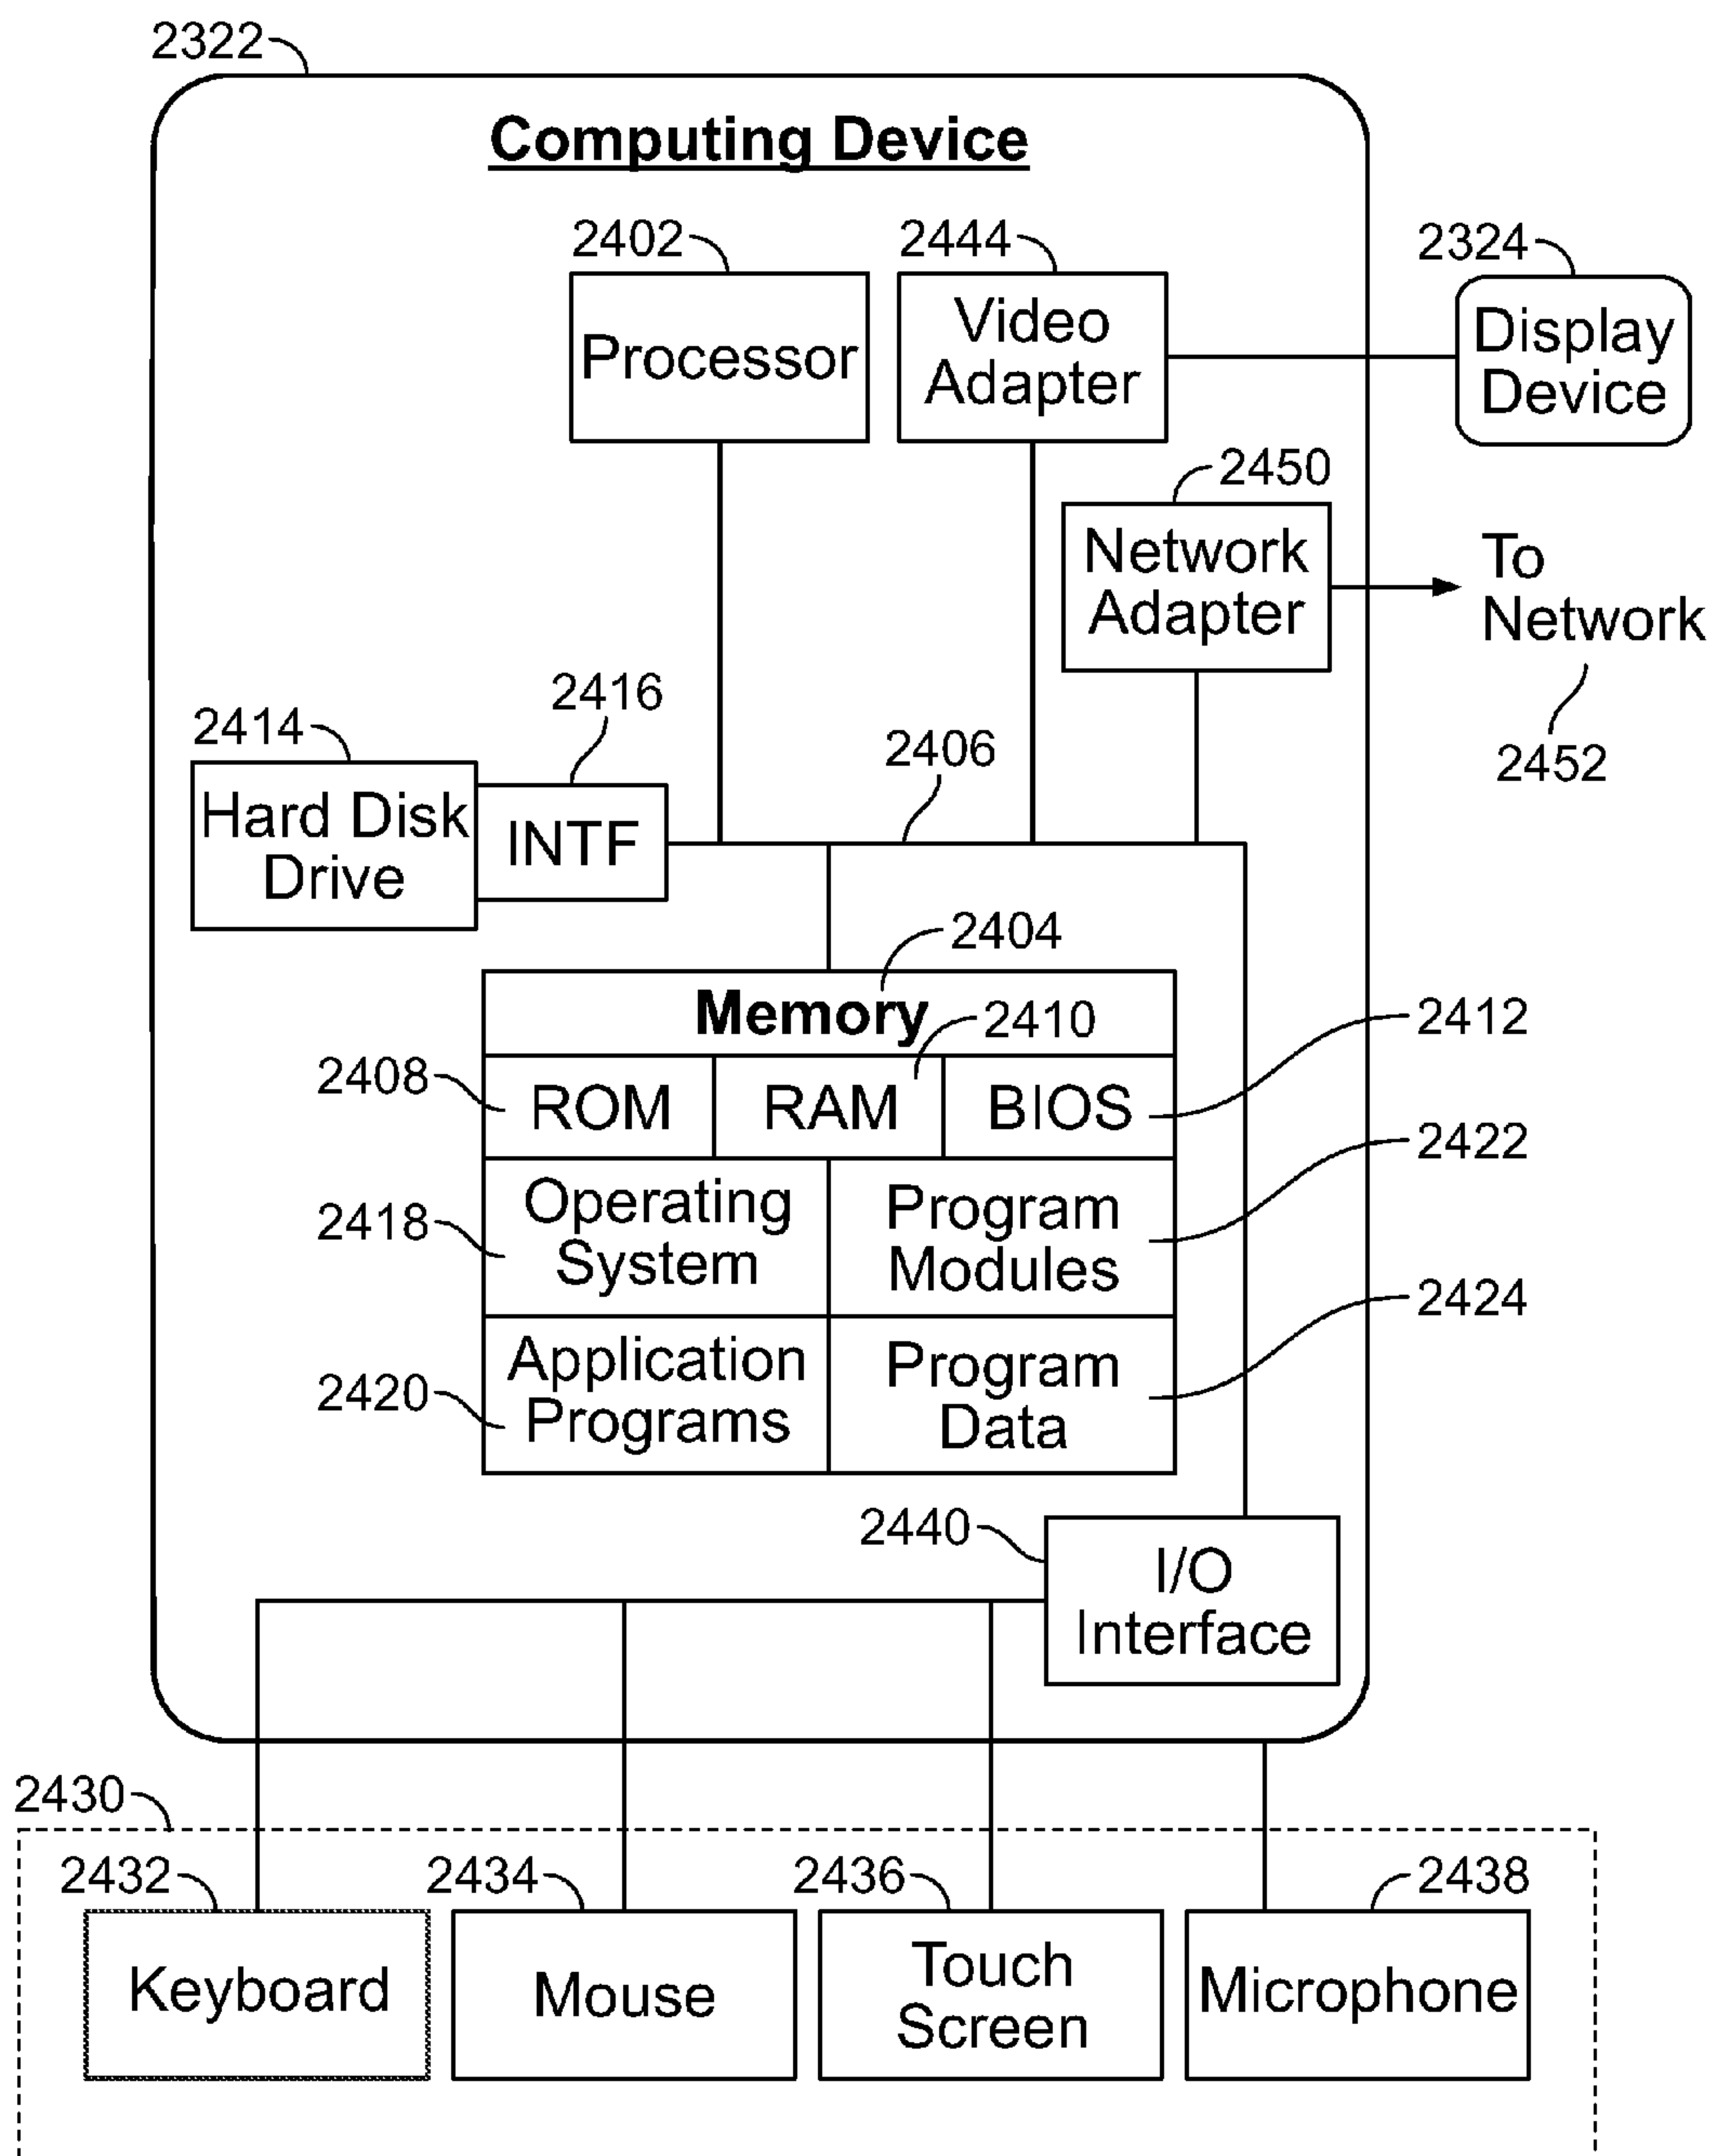 2322
Computing Device
2402
2444
2324
Processor
Video
Adapter
Display
Device
2450
Network
Adapter
To
Network
2452
2416
2414
2406
Hard Disk
Drive
INTF
2404
Memory
2410
2412
2408
ROM
RAM
BIOS
2422
2418
Operating
System
Program
Modules
2424
2420
Application
Programs
Program
Data
2440
I/O
Interface
2430
2432
2434
2436
2438
Keyboard
Mouse
Touch
Screen
Microphone